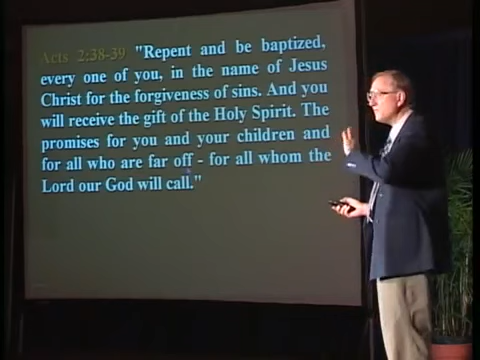 Acts 2:38-39 "Repent and be baptized,
every one of you, in the name of Jesus
Christ for the forgiveness of sins. And you
will receive the gift of the Holy Spirit. The
promises for you and your children and
for all who are far off - for all whom the
Lord our God will call."